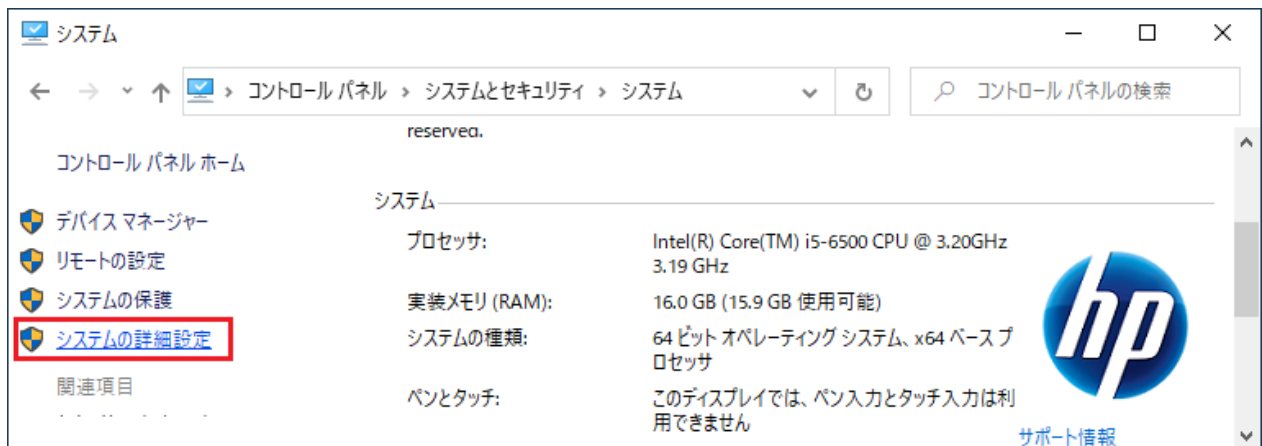 システム
コントロール パネル › システムとセキュリティ › システム
コントロール パネルの検索
reserved.
コントロール パネル ホーム
デバイス マネージャー
リモートの設定
システムの保護
システムの詳細設定
関連項目
システム
プロセッサ:
Intel(R) Core(TM) i5-6500 CPU @ 3.20GHz
3.19 GHz
実装メモリ (RAM):
16.0 GB (15.9 GB 使用可能)
システムの種類:
64 ビット オペレーティング システム、x64 ベース プ
ロセッサ
ペンとタッチ:
このディスプレイでは、ペン入力とタッチ入力は利
用できません
hp
サポート情報